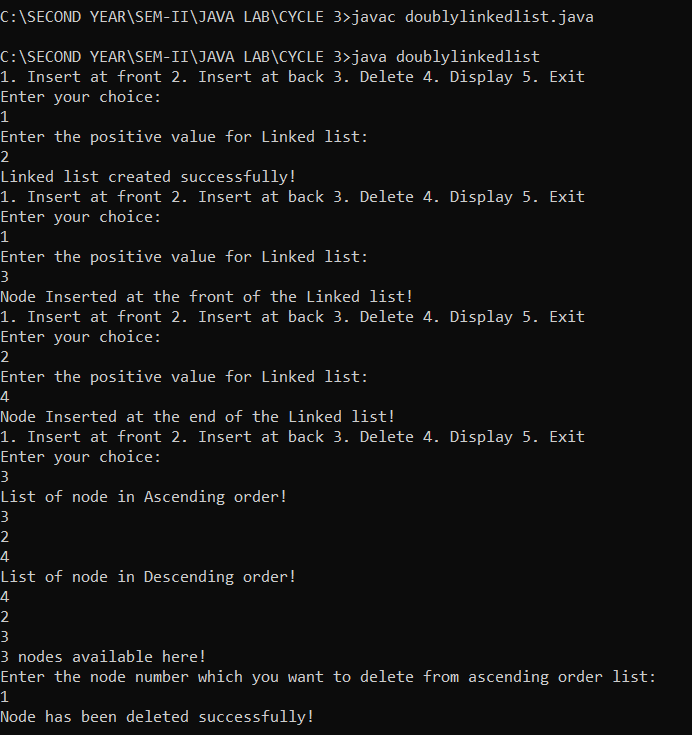 C:\SECOND YEAR\SEM-II\JAVA LAB\CYCLE 3>javac doublylinkedlist.java
C:\SECOND YEAR\SEM-II\JAVA LAB\CYCLE 3>java doublylinkedlist
1. Insert at front 2. Insert at back 3. Delete 4. Display 5. Exit
Enter your choice:
1
Enter the positive value for Linked list:
2
Linked list created successfully!
1. Insert at front 2. Insert at back 3. Delete 4. Display 5. Exit
Enter your choice:
1
Enter the positive value for Linked list:
3
Node Inserted at the front of the Linked list!
1. Insert at front 2. Insert at back 3. Delete 4. Display 5. Exit
Enter your choice:
2
Enter the positive value for Linked list:
4
Node Inserted at the end of the Linked list!
1. Insert at front 2. Insert at back 3. Delete 4. Display 5. Exit
Enter your choice:
3
List of node in Ascending order!
3
2
4
List of node in Descending order!
4
2
3
3 nodes available here!
Enter the node number which you want to delete from ascending order list:
1
Node has been deleted successfully!